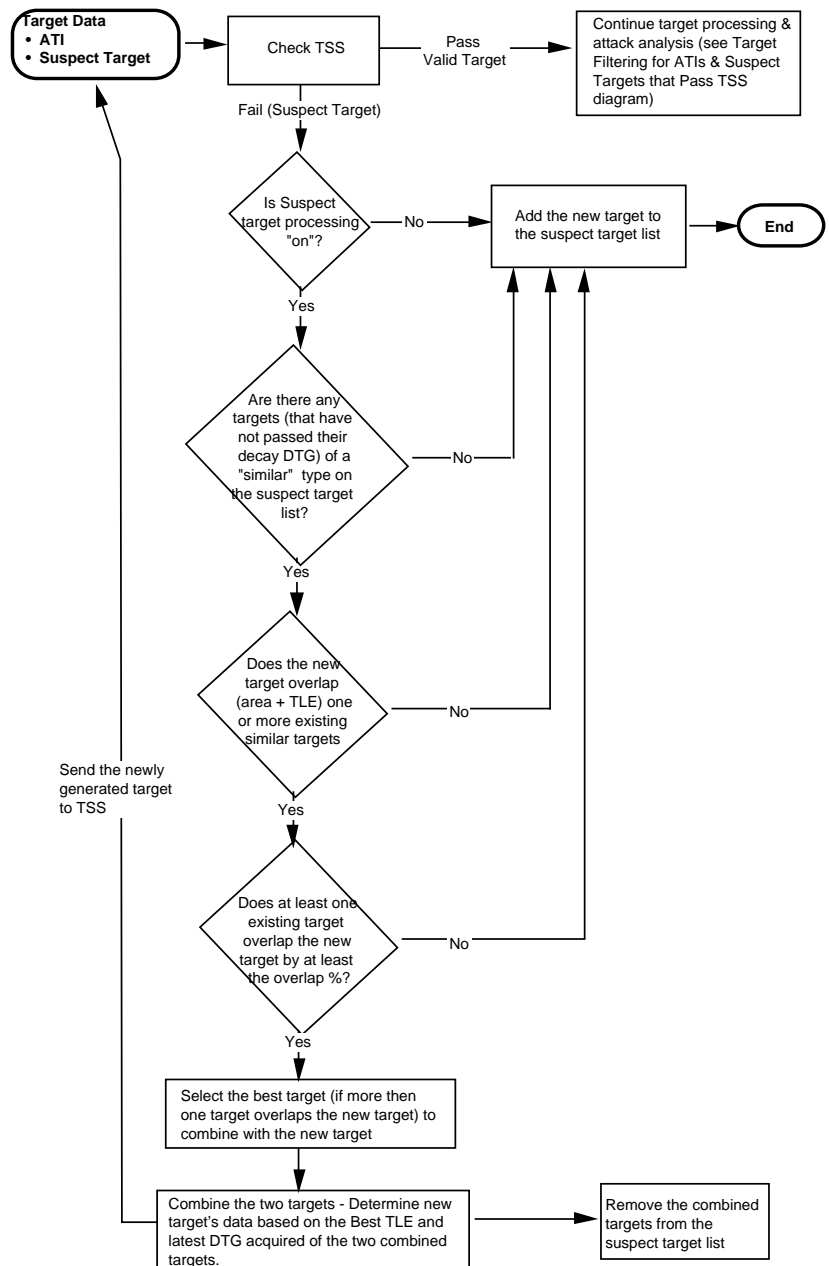 Target Data
• ATI
• Suspect Target
Check TSS
Pass
Valid Target
Continue target processing &
attack analysis (see Target
Filtering for ATIs & Suspect
Targets that Pass TSS
diagram)
Fail (Suspect Target)
Is Suspect
target processing
"on"?
No
Add the new target to
the suspect target list
End
Yes
Are there any
targets (that have
not passed their
decay DTG) of a
"similar" type on
the suspect target
list?
No
Yes
Does the new
target overlap
(area + TLE) one
or more existing
similar targets
No
Send the newly
generated target
to TSS
Yes
Does at least one
existing target
overlap the new
target by at least
the overlap %?
No
Yes
Select the best target (if more then
one target overlaps the new target) to
combine with the new target
Combine the two targets - Determine new
target's data based on the Best TLE and
latest DTG acquired of the two combined
targets.
Remove the combined
targets from the
suspect target list